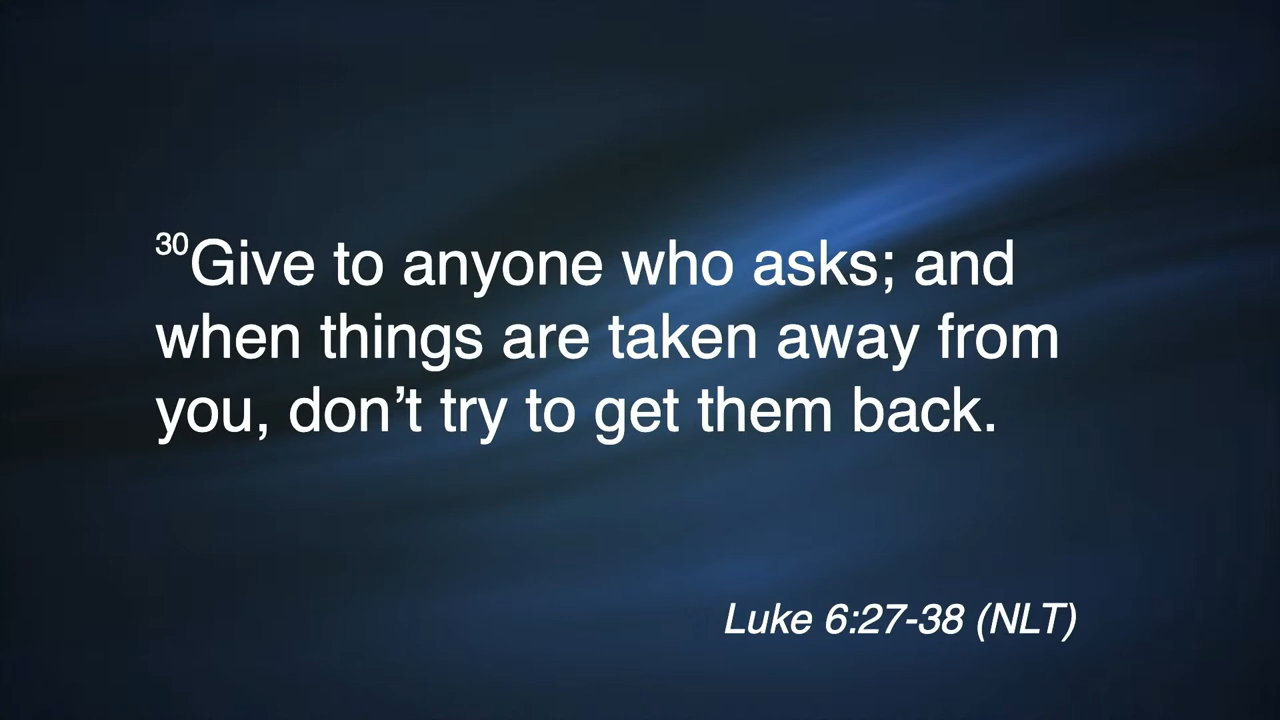 30Give to anyone who asks; and
when things are taken away from
you, don’t try to get them back.
Luke 6:27-38 (NLT)